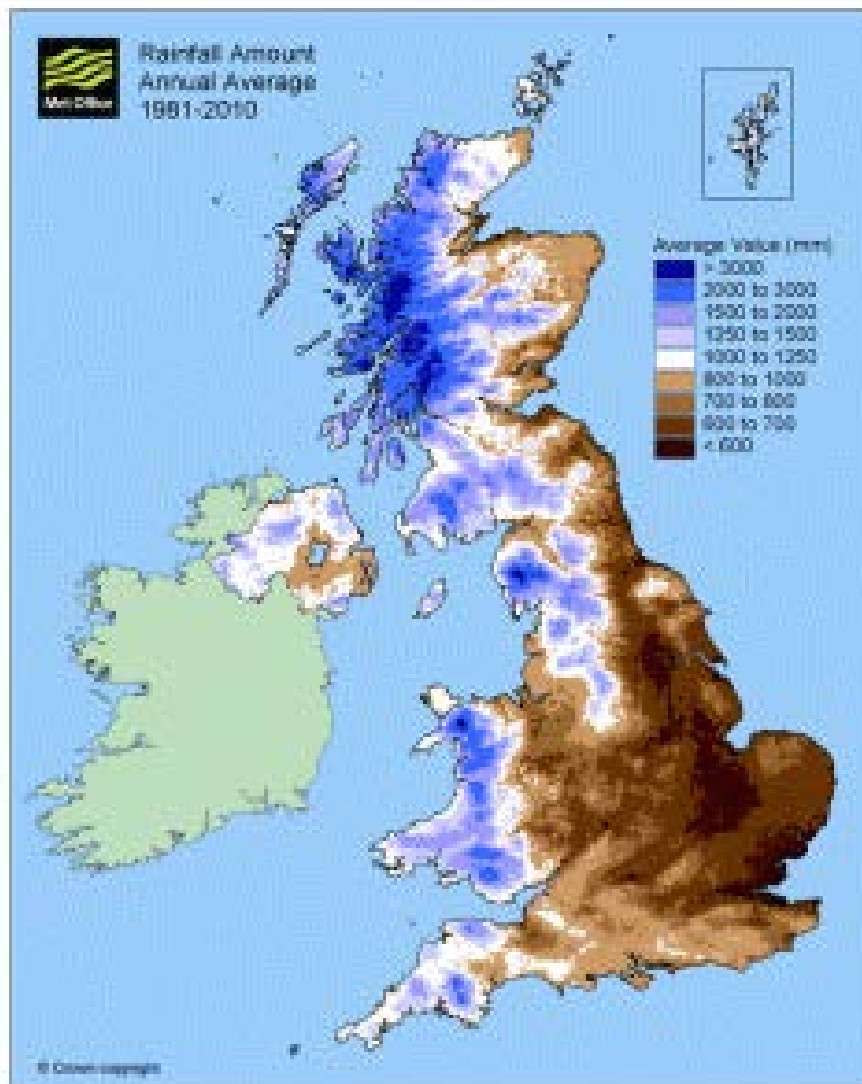 Met Office
Rainfall Amount
Annual Average
1981-2010
Average Value (mm)
> 3000
2000 to 3000
1500 to 2000
1250 to 1500
1000 to 1250
800 to 1000
700 to 800
600 to 700
< 600
© Crown copyright